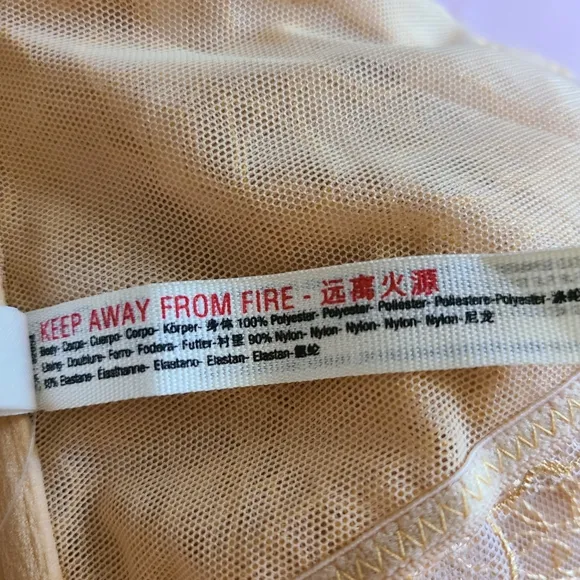 KEEP AWAY FROM FIRE - 远离火源
Body- Corps- Cuerpo- Corpo- Körper- 身体 100% Polyester- Polyester- Poliéster- Poliestere-Polyester- 涤纶
Lining- Doublure- Forro- Fodera- Futter-衬里 90% Nylon- Nylon- Nylon- Nylon- Nylon-尼龙
10% Elastane- Élasthanne- Elastano- Elastan- Elastan-氨纶